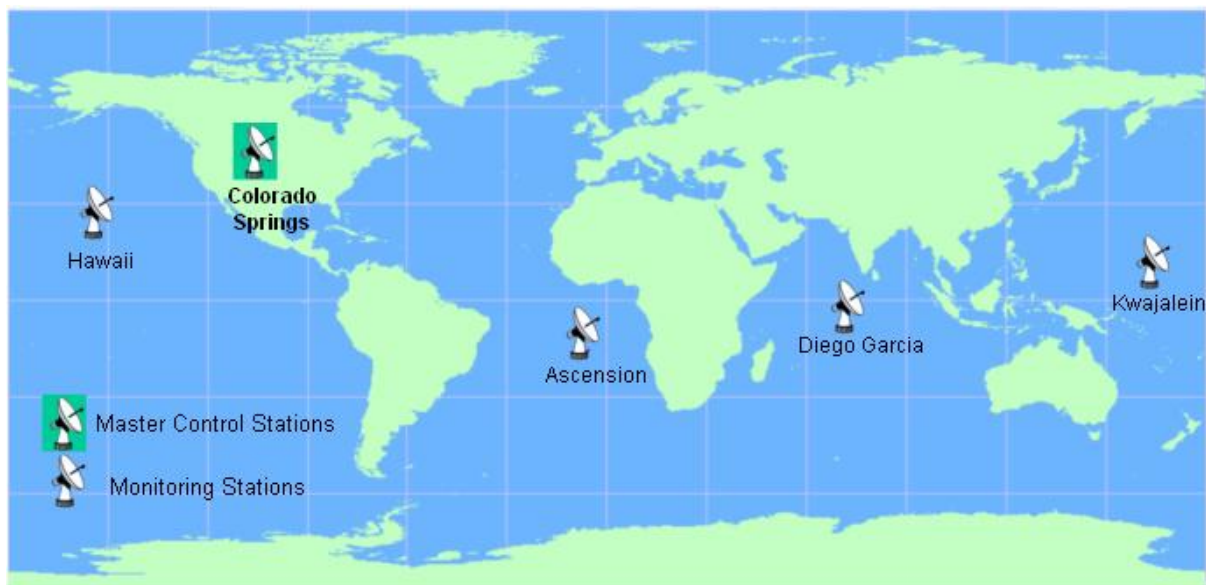 Colorado
Springs
Hawaii
Kwajalein
Diego Garcia
Ascension
Master Control Stations
Monitoring Stations